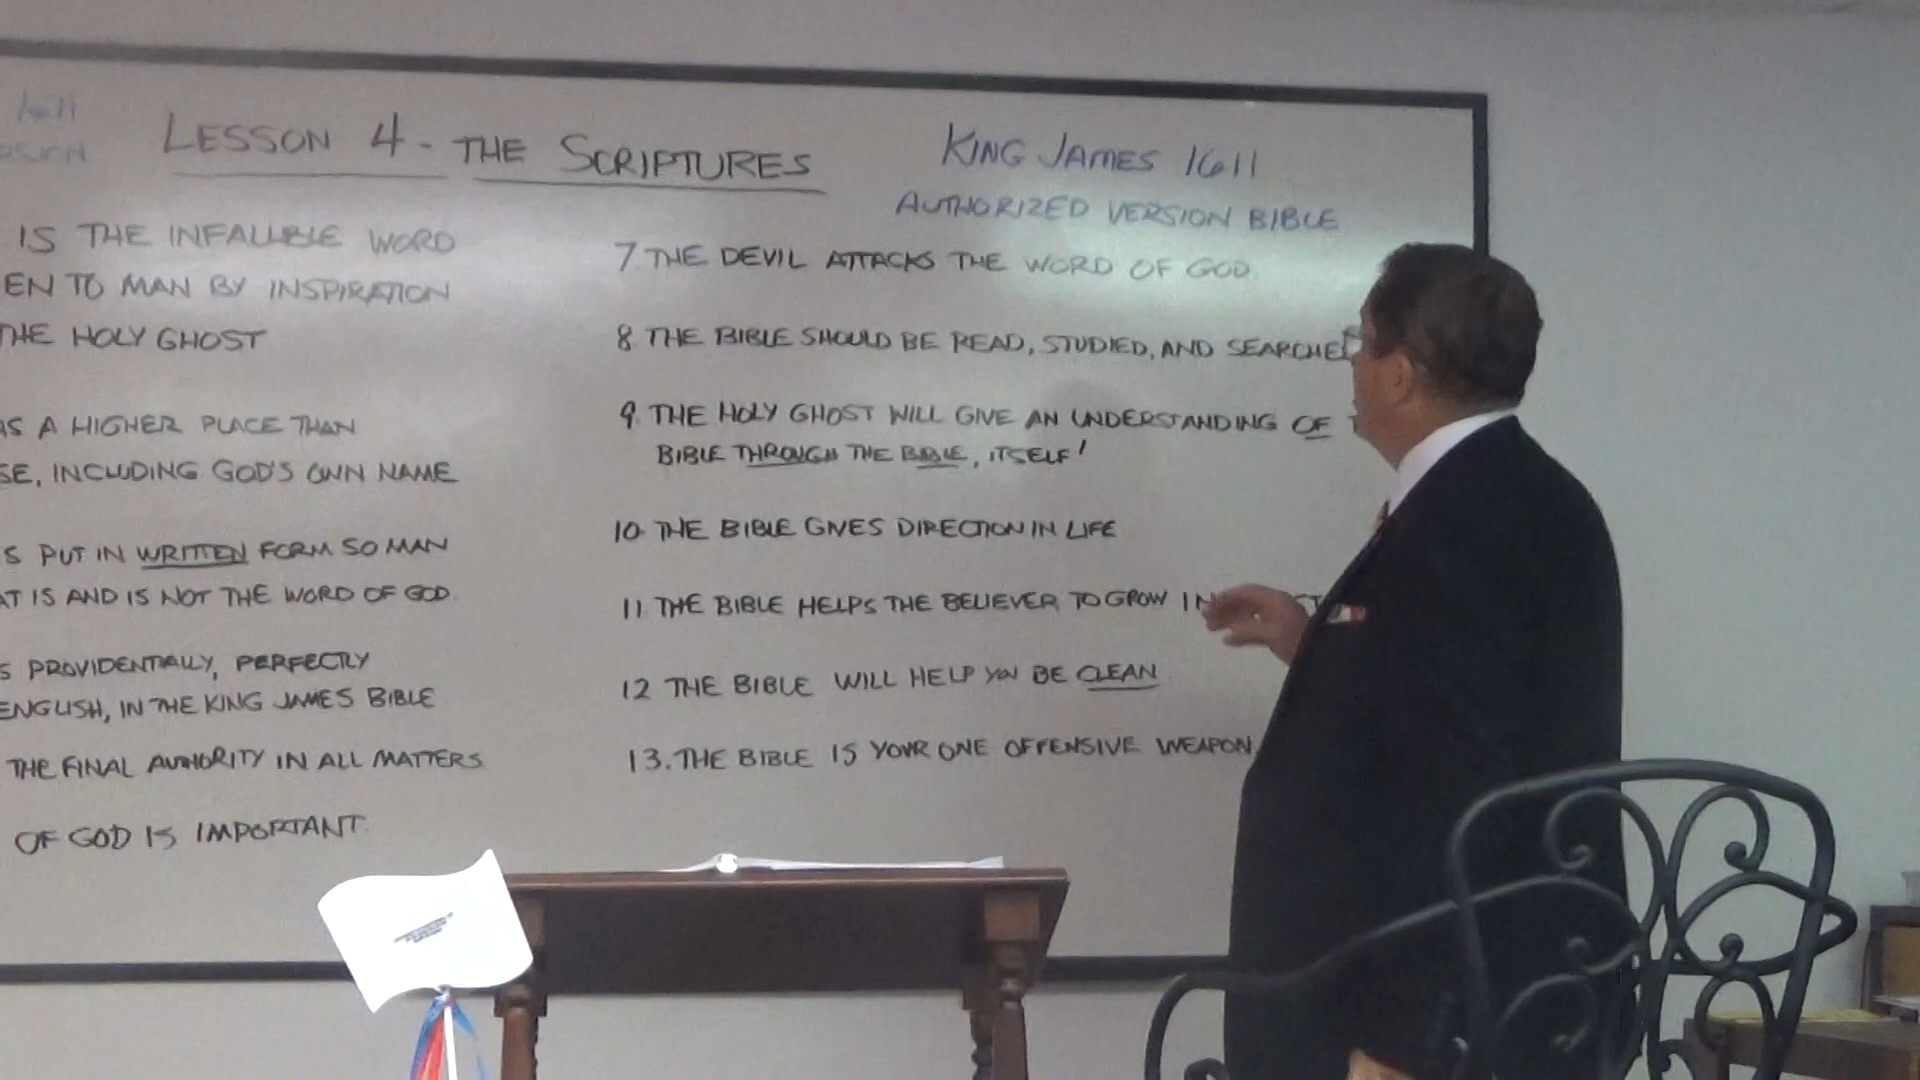 1611
LESSON 4 - THE SCRIPTURES
KING JAMES 1611
AUTHORIZED VERSION BIBLE
IS THE INFALLIBLE WORD
EN TO MAN BY INSPIRATION
THE HOLY GHOST
AS A HIGHER PLACE THAN
SE, INCLUDING GOD'S OWN NAME
S PUT IN WRITTEN FORM SO MAN
AT IS AND IS NOT THE WORD OF GOD.
S PROVIDENTIALLY, PERFECTLY
ENGLISH, IN THE KING JAMES BIBLE
THE FINAL AUTHORITY IN ALL MATTERS
OF GOD IS IMPORTANT.
7 THE DEVIL ATTACKS THE WORD OF GOD.
8. THE BIBLE SHOULD BE READ, STUDIED, AND SEARCHED
9. THE HOLY GHOST WILL GIVE AN UNDERSTANDING OF
BIBLE THROUGH THE BIBLE, ITSELF!
10. THE BIBLE GIVES DIRECTION IN LIFE
11. THE BIBLE HELPS THE BELIEVER TO GROW IN
12 THE BIBLE WILL HELP YOU BE CLEAN
13. THE BIBLE IS YOUR ONE OFFENSIVE WEAPON.